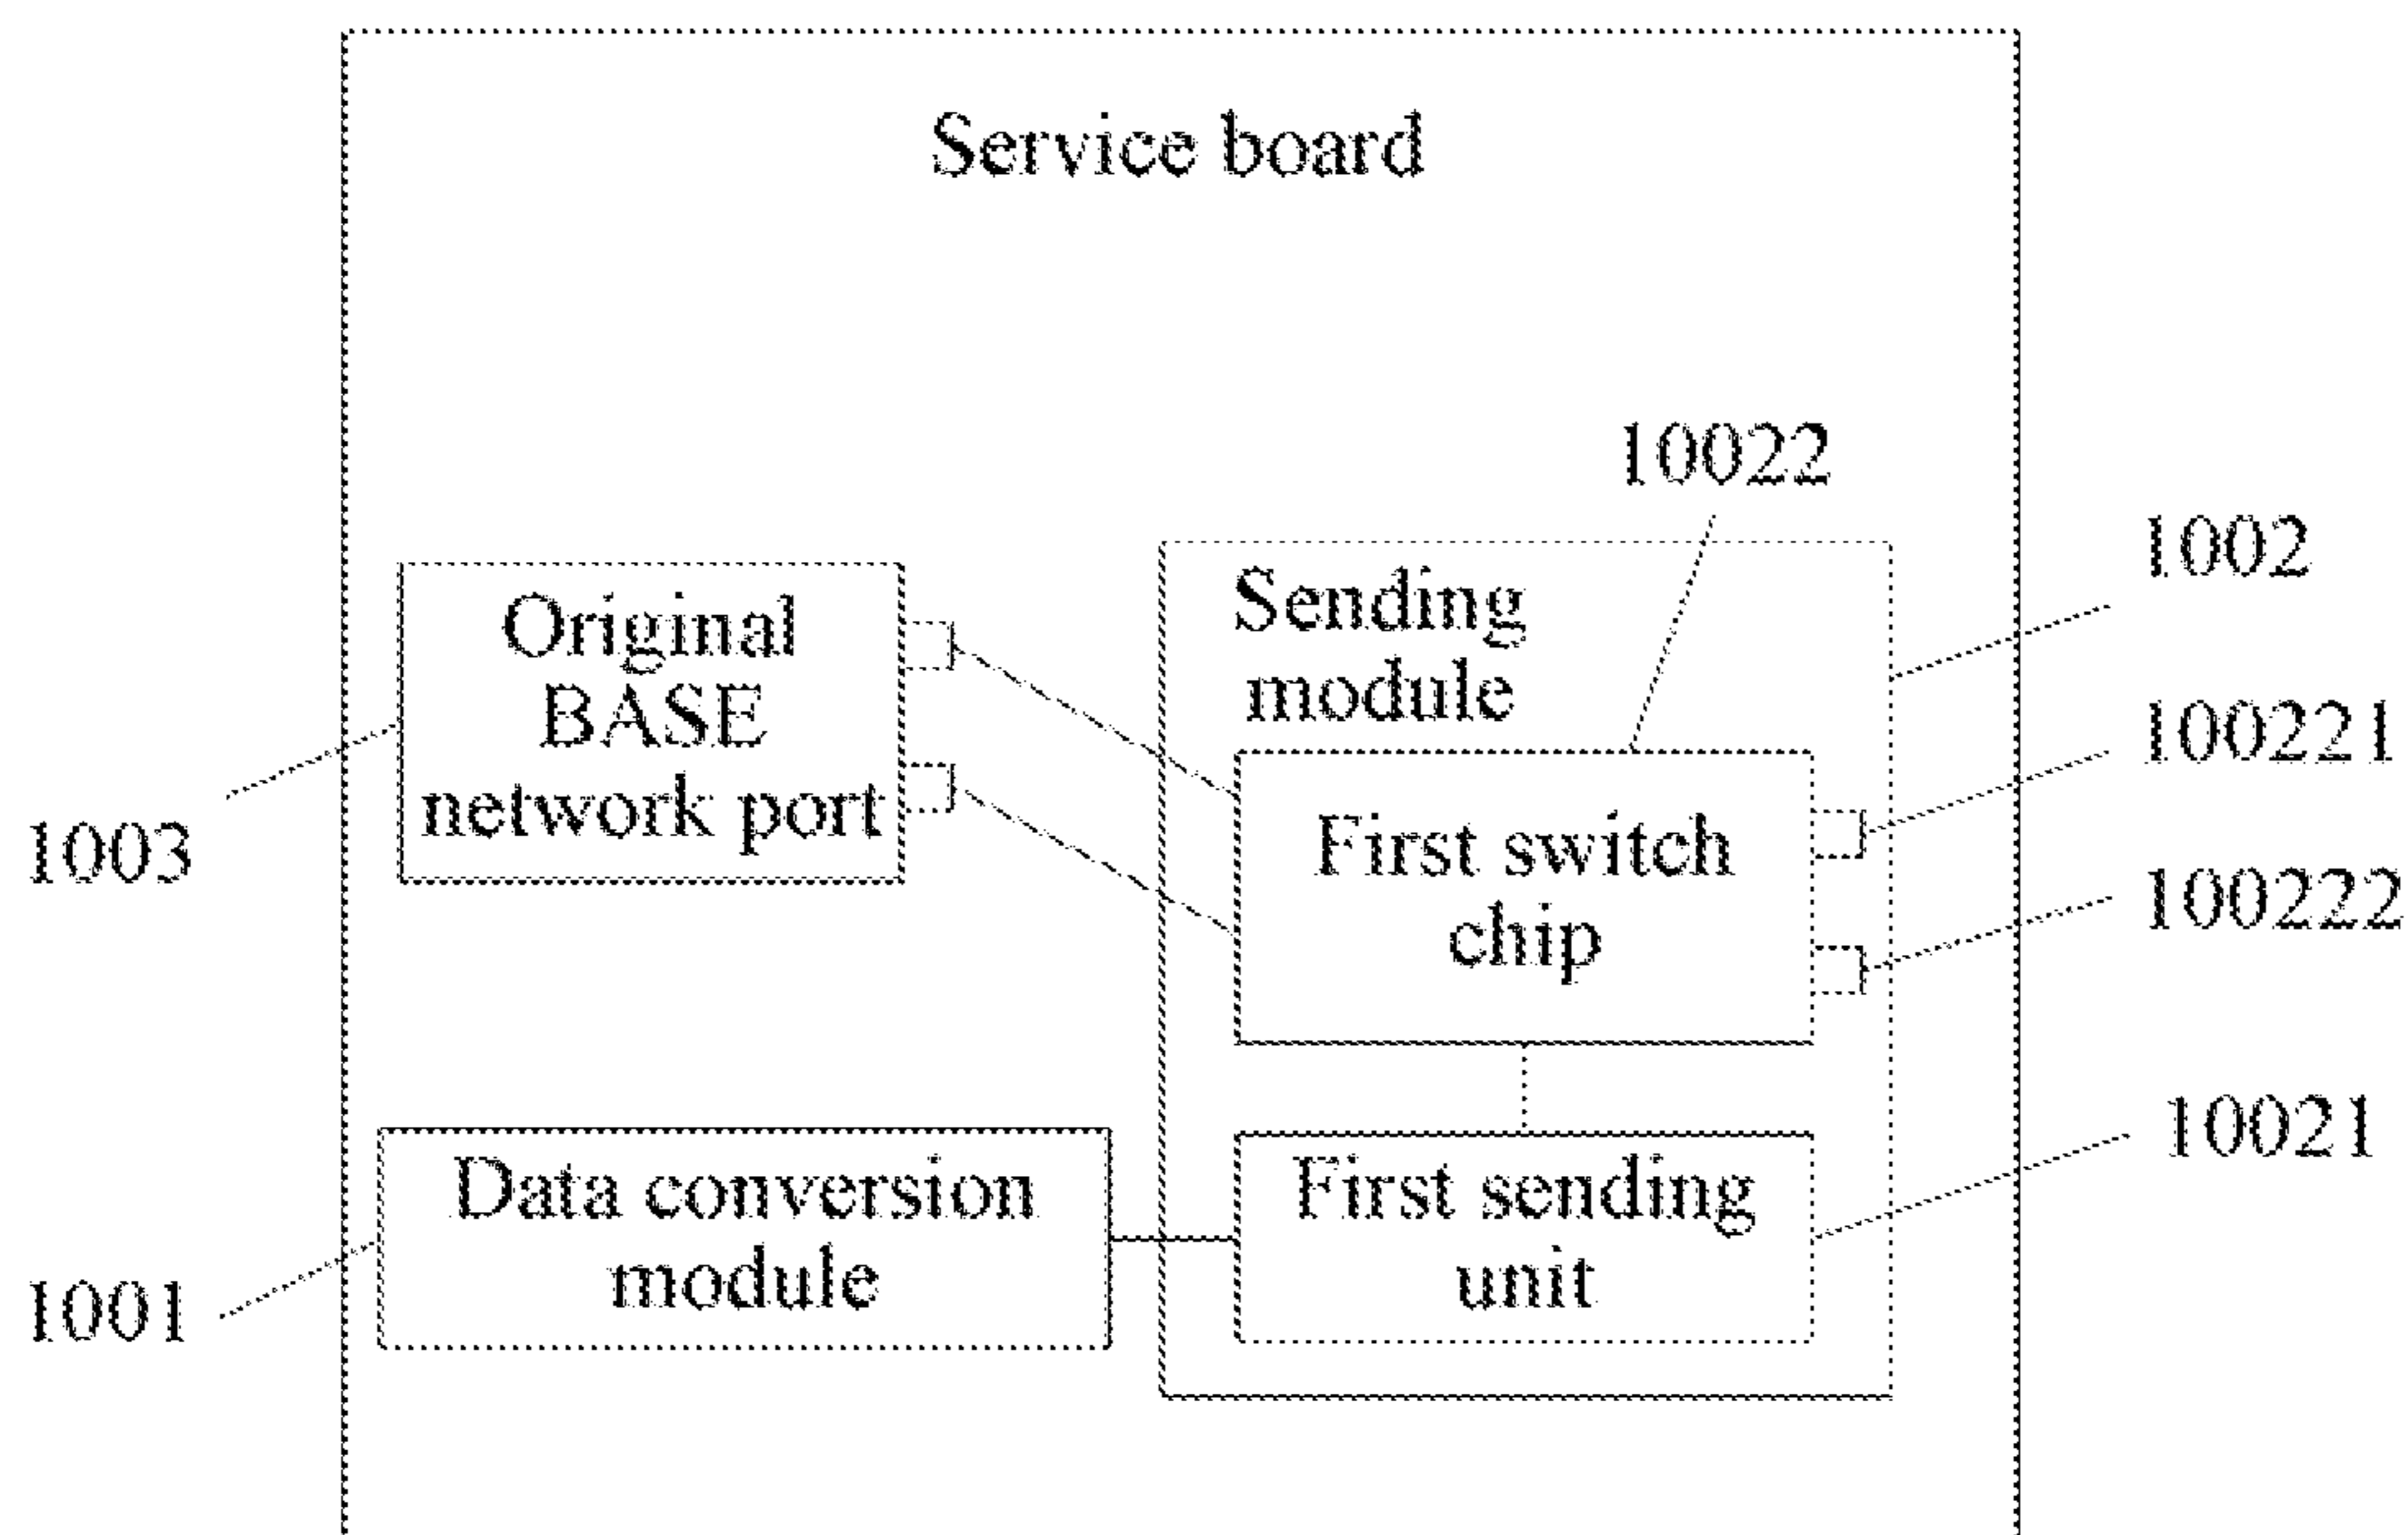 Service board
10022
1002
Sending
module
Original
BASE
network port
100221
1003
First switch
chip
100222
10021
Data conversion
module
First sending
unit
1001